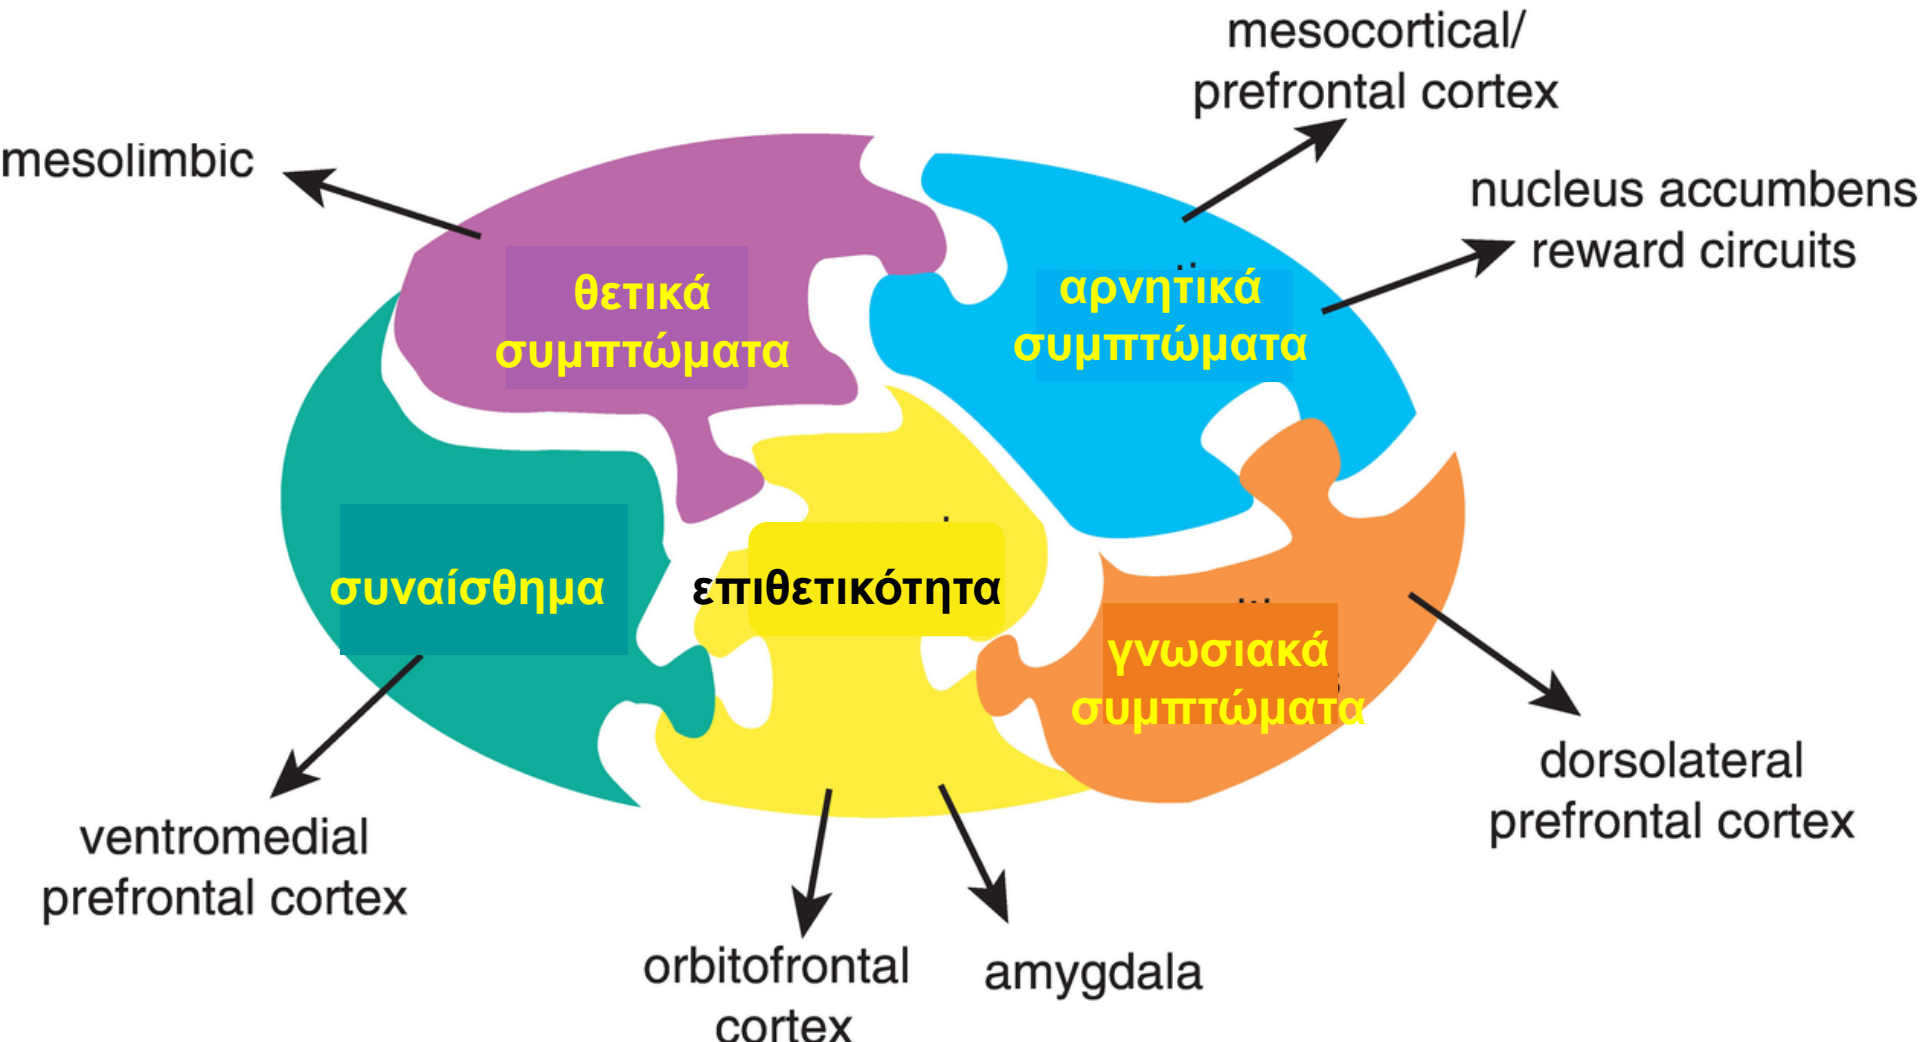 mesocortical/
prefrontal cortex
mesolimbic
nucleus accumbens
reward circuits
θετικά
συμπτώματα
αρνητικά
συμπτώματα
συναίσθημα
επιθετικότητα
γνωσιακά
συμπτώματα
dorsolateral
prefrontal cortex
ventromedial
prefrontal cortex
orbitofrontal
cortex
amygdala